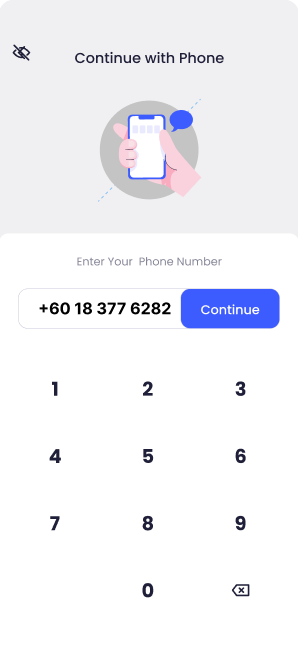 Continue with Phone
Enter Your Phone Number
+60 18 377 6282 Continue
1 2 3
4 5 6
7 8 9
0